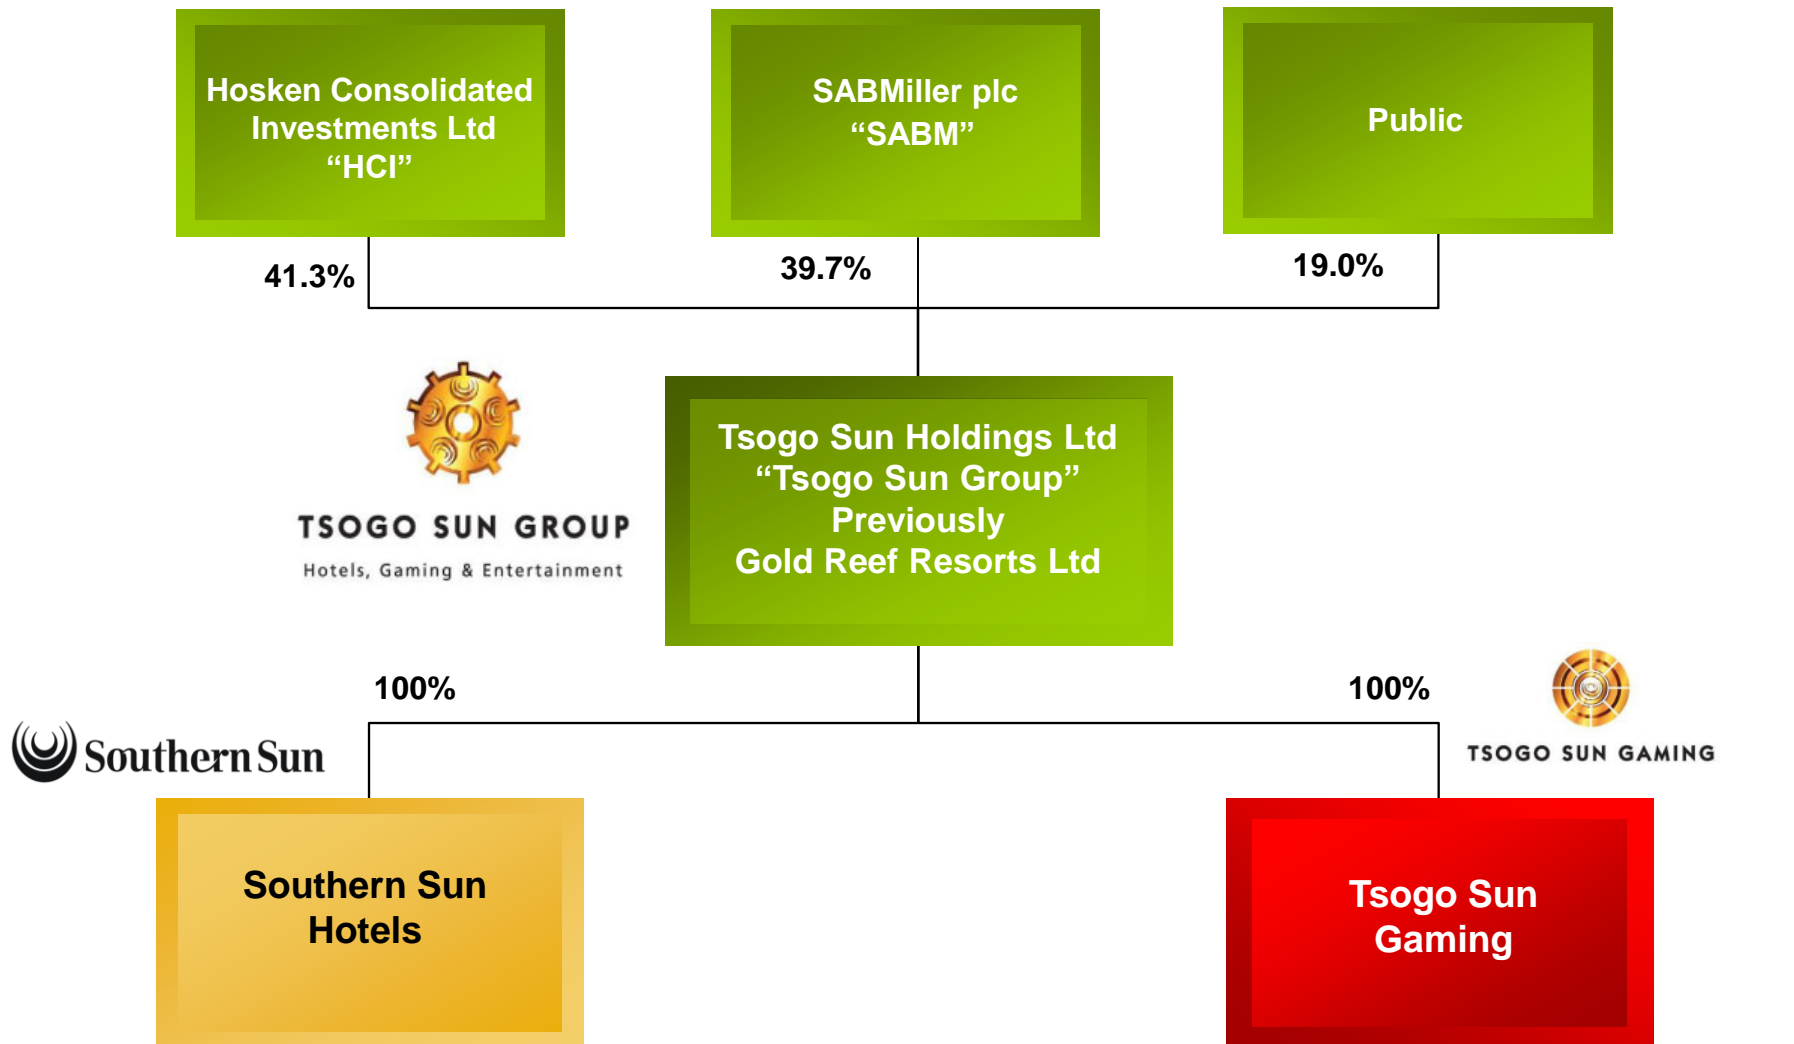 Hosken Consolidated
Investments Ltd
“HCI”
SABMiller plc
“SABM”
Public
41.3%
39.7%
19.0%
TSOGO SUN GROUP
Hotels, Gaming & Entertainment
Tsogo Sun Holdings Ltd
“Tsogo Sun Group”
Previously
Gold Reef Resorts Ltd
100%
100%
Southern Sun
TSOGO SUN GAMING
Southern Sun
Hotels
Tsogo Sun
Gaming